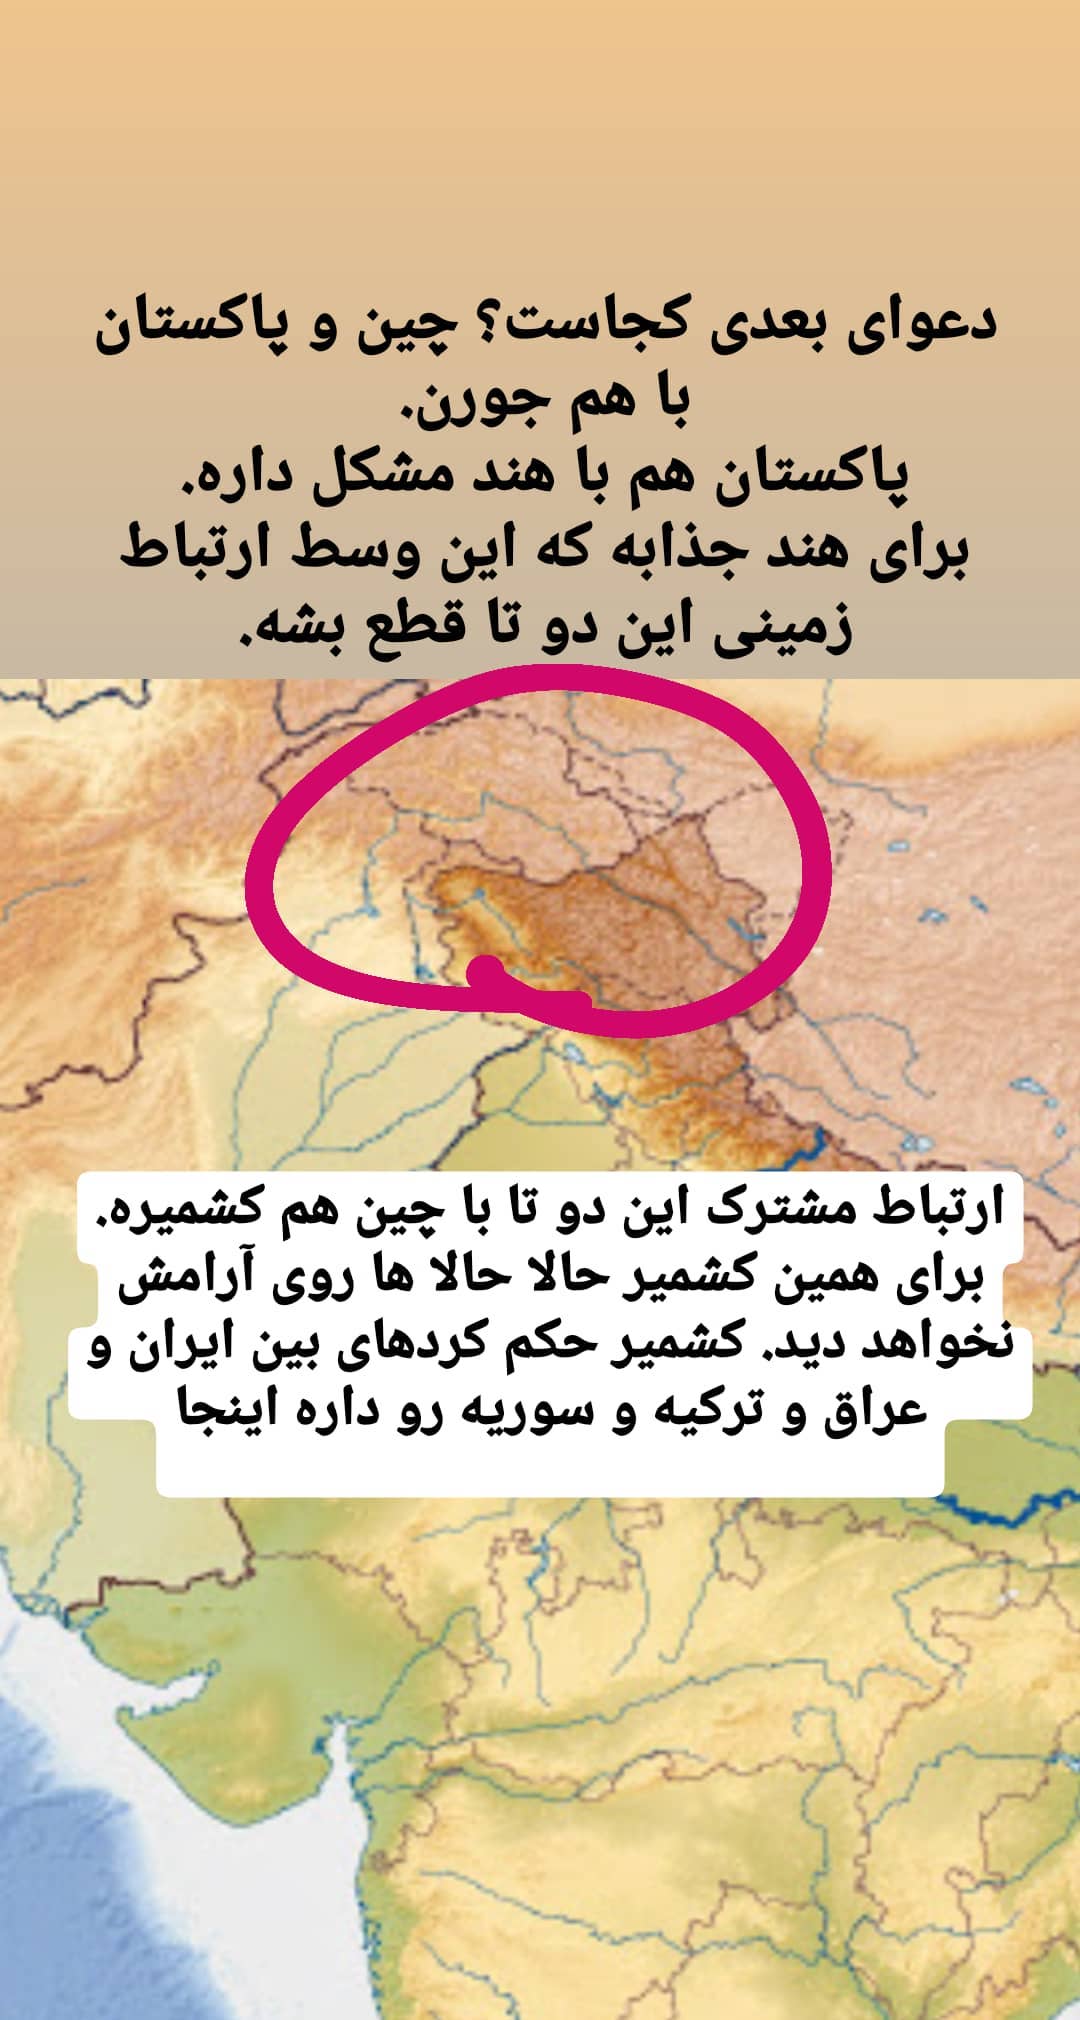 دعوای بعدی کجاست؟ چین و پاکستان
با هم جورن.
پاکستان هم با هند مشکل داره.
برای هند جذابه که این وسط ارتباط
زمینی این دو تا قطع بشه.
ارتباط مشترک این دو تا با چین هم کشمیره.
برای همین کشمیر حالا حالا ها روی آرامش
نخواهد دید. کشمیر حکم کردهای بین ایران و
عراق و ترکیه و سوریه رو داره اینجا